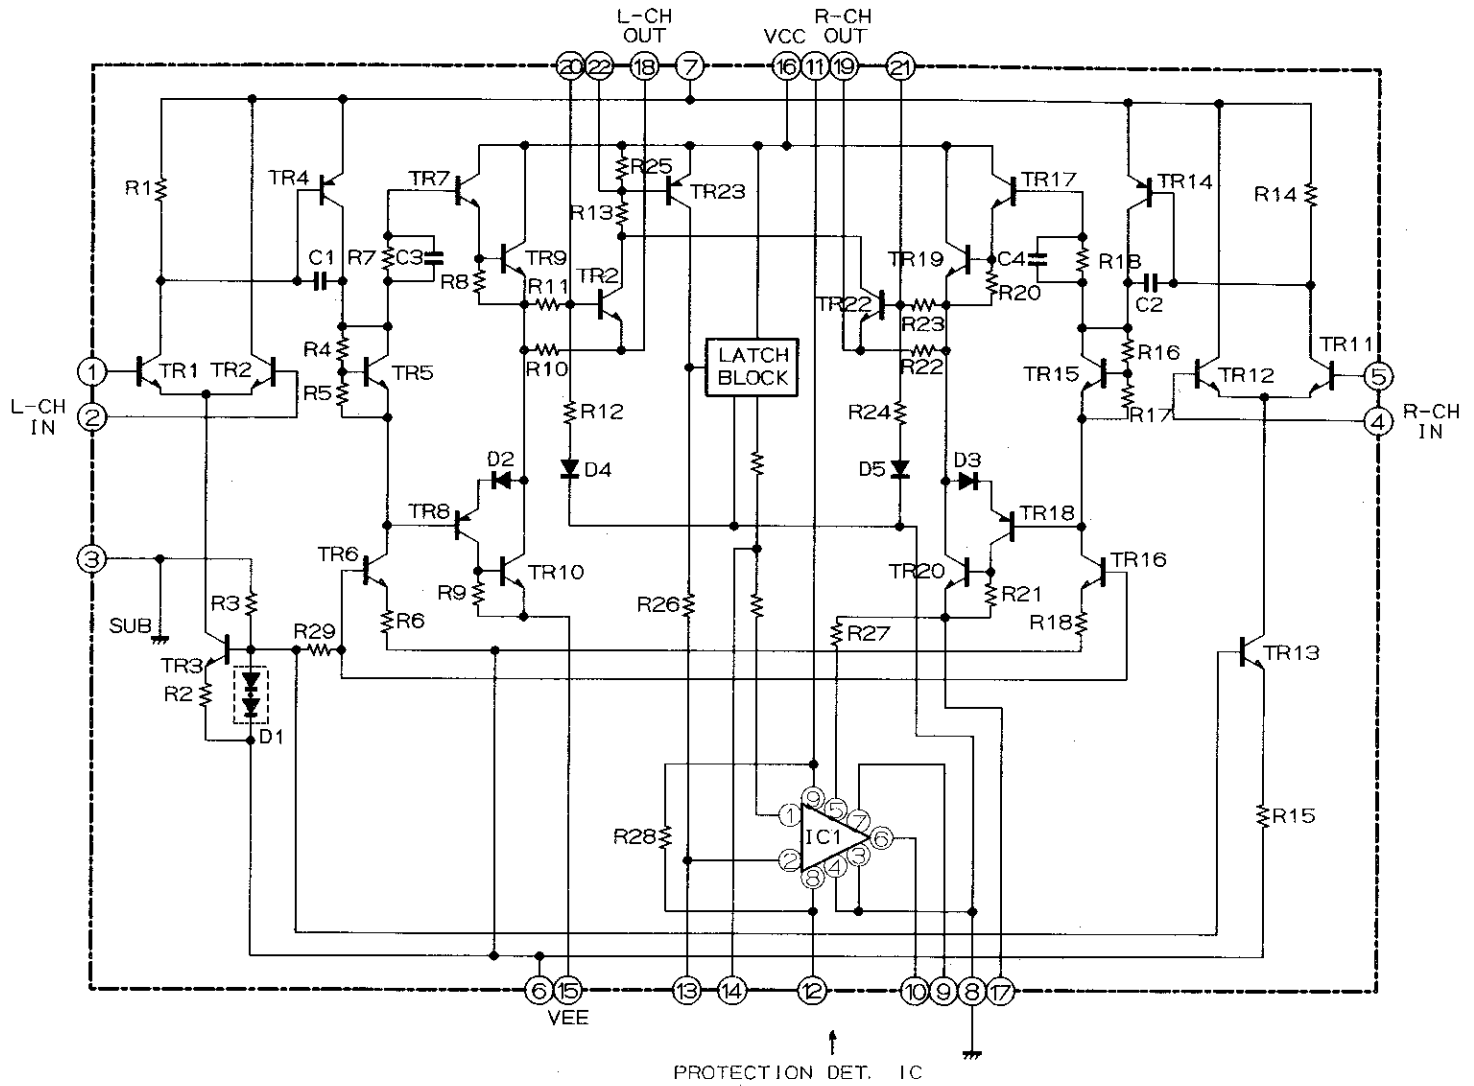 L-CH
OUT
VCC
R-CH
OUT
20 22 18 7 16 11 19 21
R1
TR4
TR7
R25
TR23
TR17
TR14
R14
R13
C1
R7
C3
R8
TR9
R11
TR2
TR19
C4
R18
R20
C2
TR22
R23
R4
R10
R22
R16
TR11
1
TR1
TR2
R5
TR5
LATCH
BLOCK
TR15
TR12
5
L-CH
IN
2
R12
R24
R17
4
R-CH
IN
D2
D4
D5
D3
TR8
TR18
3
TR6
TR10
TR20
TR16
R3
R9
R26
R21
SUB
R29
R6
R27
R18
TR3
TR13
R2
D1
9
5
7
1
R28
IC1
6
R15
2
3
4
8
6 15 13 14 12 10 9 8 17
VEE
PROTECTION DET. IC